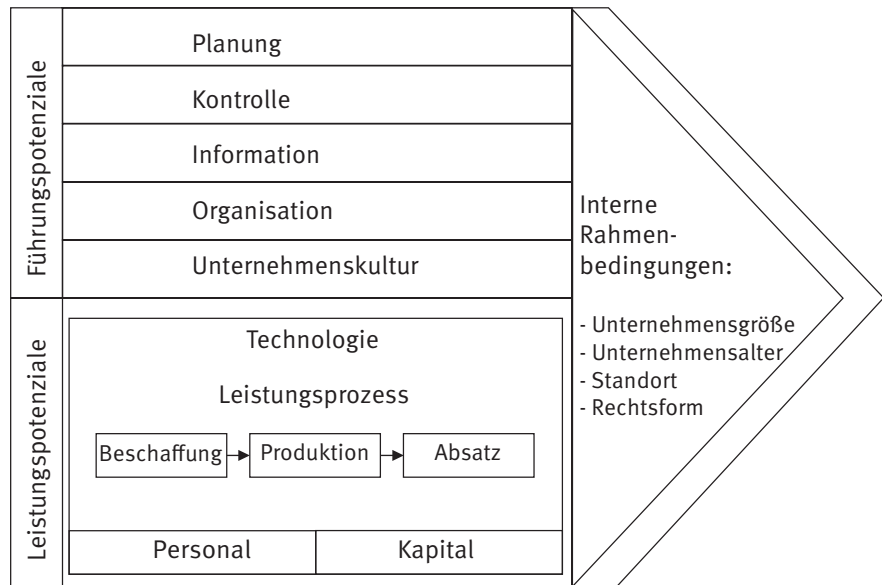 Führungspotenziale
Planung
Kontrolle
Information
Organisation
Unternehmenskultur
Leistungspotenziale
Technologie
Leistungsprozess
Beschaffung
Produktion
Absatz
Personal
Kapital
Interne
Rahmen-
bedingungen:
- Unternehmensgröße
- Unternehmensalter
- Standort
- Rechtsform